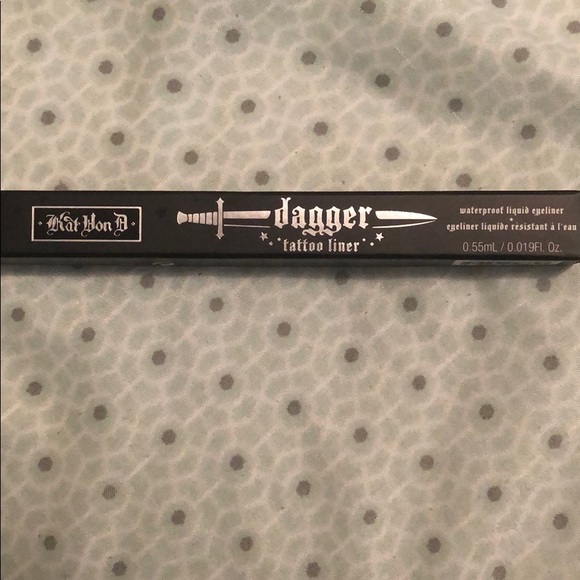 Kat Von D
dagger
tattoo liner
waterproof liquid eyeliner
eyeliner liquide résistant à l'eau
0.55mL / 0.019Fl. Oz.